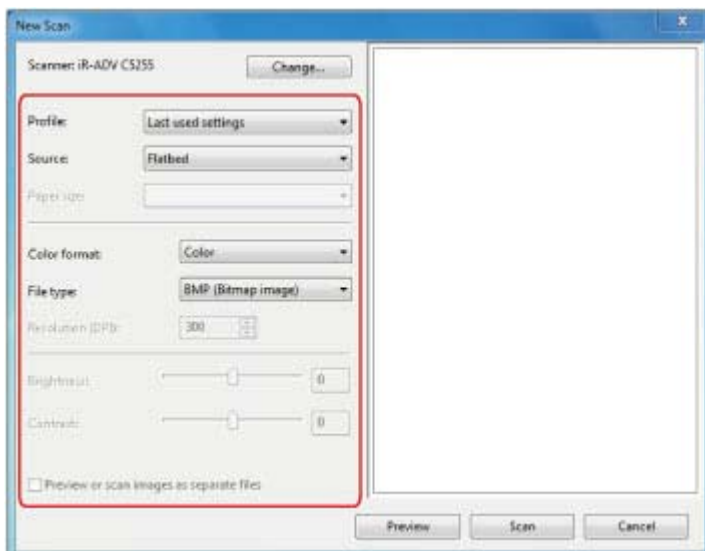 New Scan
Scanner: iR-ADV C5255
Change...
Profile:
Last used settings
Source:
Flatbed
Paper size:
Color format:
Color
File type:
BMP (Bitmap image)
Resolution (DPI):
300
Brightness:
0
Contrast:
0
Preview or scan images as separate files
Preview
Scan
Cancel